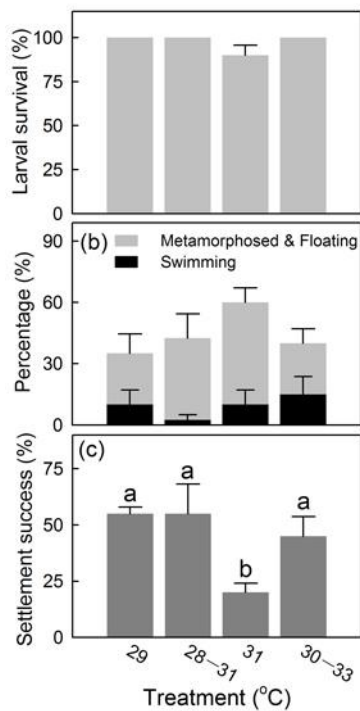 Larval survival (%)
100
75
50
25
0
(b)
Metamorphosed & Floating
Swimming
Percentage (%)
90
60
30
0
(c)
Settlement success (%)
75
50
25
0
a
a
b
a
29
28–31
31
30–33
Treatment (°C)